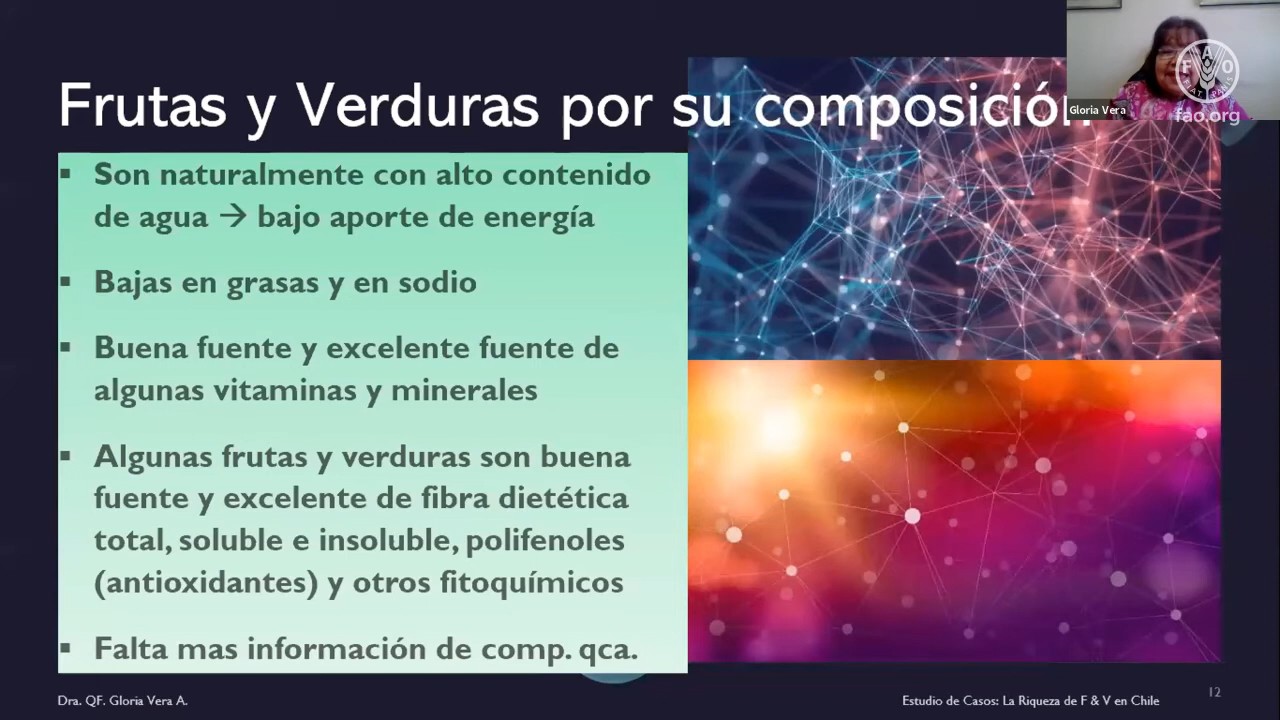 Frutas y Verduras por su composición
Gloria Vera
FAO
FIAT PANIS
fao.org
▪ Son naturalmente con alto contenido
de agua → bajo aporte de energía
▪ Bajas en grasas y en sodio
▪ Buena fuente y excelente fuente de
algunas vitaminas y minerales
▪ Algunas frutas y verduras son buena
fuente y excelente de fibra dietética
total, soluble e insoluble, polifenoles
(antioxidantes) y otros fitoquímicos
▪ Falta mas información de comp. qca.
Dra. QF. Gloria Vera A.
Estudio de Casos: La Riqueza de F & V en Chile
12